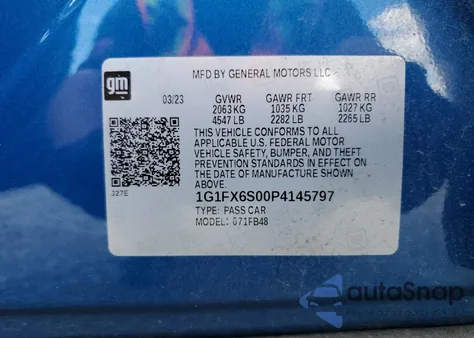 gm
MFD BY GENERAL MOTORS LLC
03/23 GVWR GAWR FRT GAWR RR
2063 KG 1035 KG 1027 KG
4547 LB 2282 LB 2265 LB
THIS VEHICLE CONFORMS TO ALL
APPLICABLE U.S. FEDERAL MOTOR
VEHICLE SAFETY, BUMPER, AND THEFT
PREVENTION STANDARDS IN EFFECT ON
THE DATE OF MANUFACTURE SHOWN
ABOVE.
327E
1G1FX6S00P4145797
TYPE: PASS CAR
MODEL: 071FB48
autoSnap